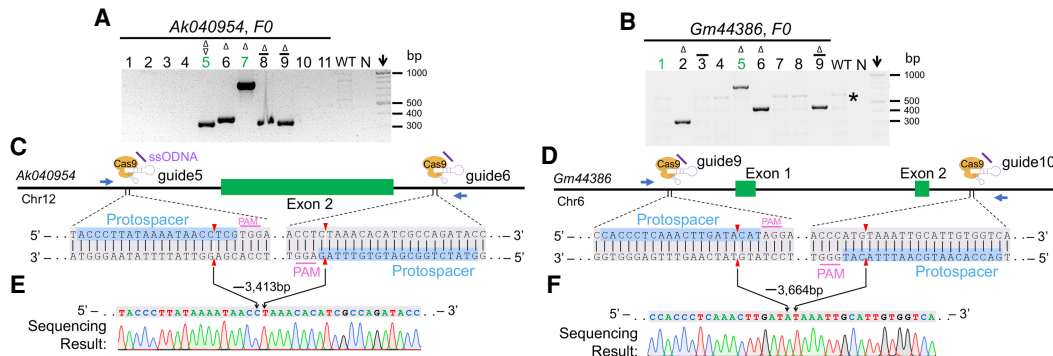 A
Ak040954, F0
1 2 3 4 5 6 7 8 9 10 11 WT N bp
1000
500
400
300
B
Gm44386, F0
1 2 3 4 5 6 7 8 9 WT N bp
1000
500
400
300
*
C
Ak040954
Chr12
Cas9
ssODNA
guide5
Exon 2
Cas9
guide6
Protospacer
PAM
5' – ·· TACCCTTATAAAATAACCTCGTGGA ·· ACCTCTAAACACATCGCCAGATACC ·· – 3'
3' – ·· ATGGGAATATTTTATTGGAGCACCT ·· TGGAGATTTGTGTAGCGGTCTATGG ·· – 5'
PAM
Protospacer
—3,413bp
D
Gm44386
Chr6
Cas9
guide9
Exon 1
Exon 2
Cas9
guide10
Protospacer
PAM
5' – ·· CCACCCTCAAACTTGATACATAGGA ·· ACCCATGTAAATTGCATTGTGGTCA ·· – 3'
3' – ·· GGTGGGAGTTTGAACTATGTATCCT ·· TGGGTACATTTAACGTAACACCAGT ·· – 5'
PAM
Protospacer
—3,664bp
E
5' – ·· TACCCTTATAAAATAACCTAAACACATCGCCAGATACC ·· – 3'
Sequencing
Result:
F
5' – ·· CCACCCTCAAACTTGATATAAATTGCATTGTGGTCA ·· – 3'
Sequencing
Result: